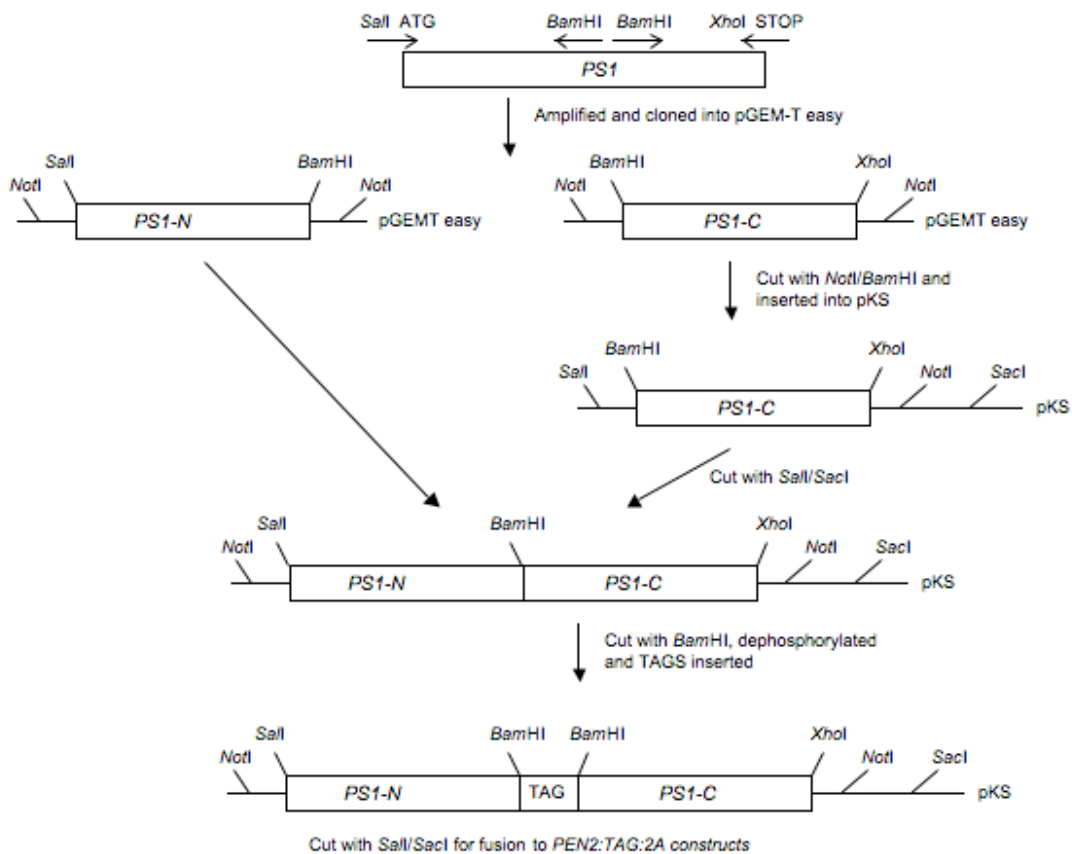 SalI ATG BamHI BamHI XhoI STOP
PS1
Amplified and cloned into pGEM-T easy
SalI BamHI
NotI NotI
PS1-N pGEMT easy
BamHI XhoI
NotI NotI
PS1-C pGEMT easy
Cut with NotI/BamHI and
inserted into pKS
BamHI XhoI
SalI NotI SacI
PS1-C pKS
Cut with SalI/SacI
SalI BamHI XhoI
NotI NotI SacI
PS1-N PS1-C pKS
Cut with BamHI, dephosphorylated
and TAGS inserted
SalI BamHI BamHI XhoI
NotI NotI SacI
PS1-N TAG PS1-C pKS
Cut with SalI/SacI for fusion to PEN2:TAG:2A constructs